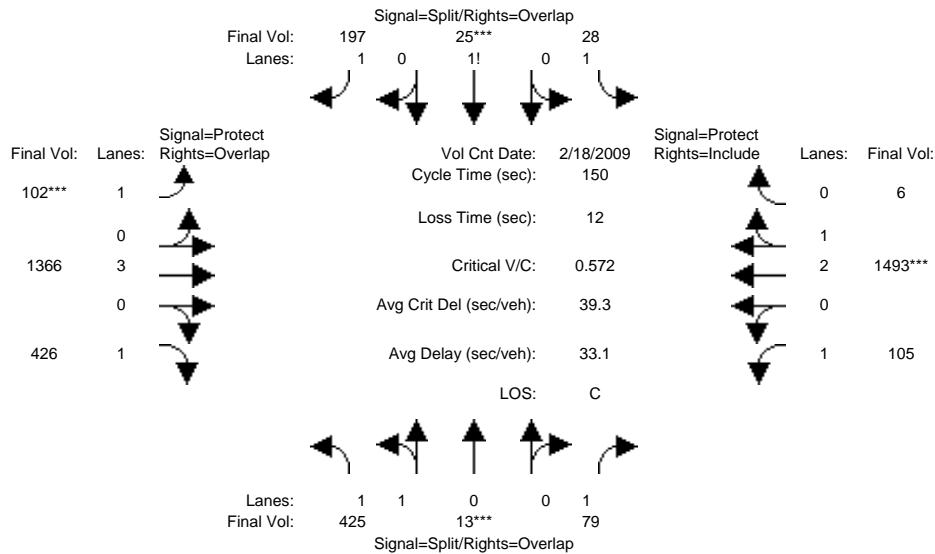 Signal=Split/Rights=Overlap
Final Vol: 197 25*** 28
Lanes: 1 0 1! 0 1
Signal=Protect
Final Vol: Lanes: Rights=Overlap
Vol Cnt Date: 2/18/2009
Signal=Protect
Rights=Include Lanes: Final Vol:
Cycle Time (sec): 150
102*** 1
0 6
Loss Time (sec): 12
0
1
1366 3
Critical V/C: 0.572
2 1493***
0
Avg Crit Del (sec/veh): 39.3
0
426 1
Avg Delay (sec/veh): 33.1
1 105
LOS: C
Lanes: 1 1 0 0 1
Final Vol: 425 13*** 79
Signal=Split/Rights=Overlap